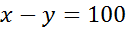 x − y = 100